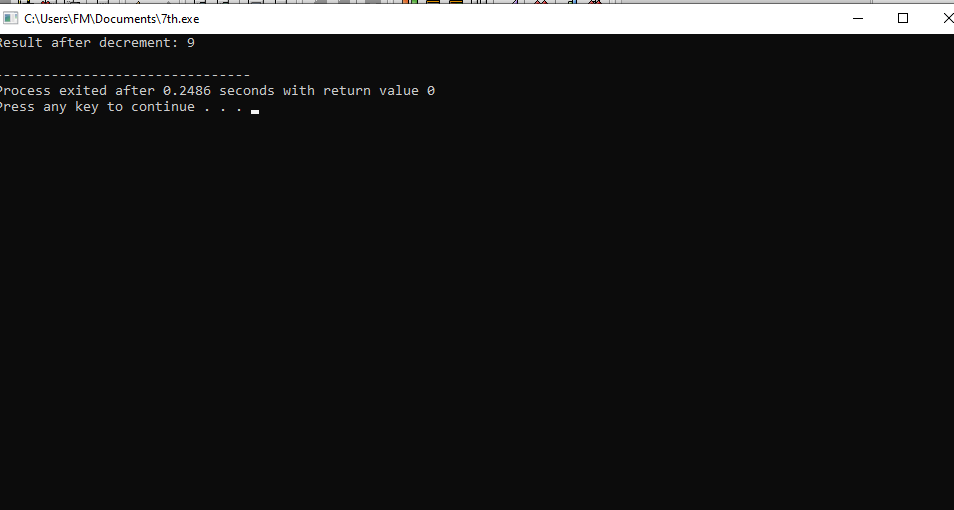 C:\Users\FM\Documents\7th.exe
Result after decrement: 9
--------------------------------
Process exited after 0.2486 seconds with return value 0
Press any key to continue . . .